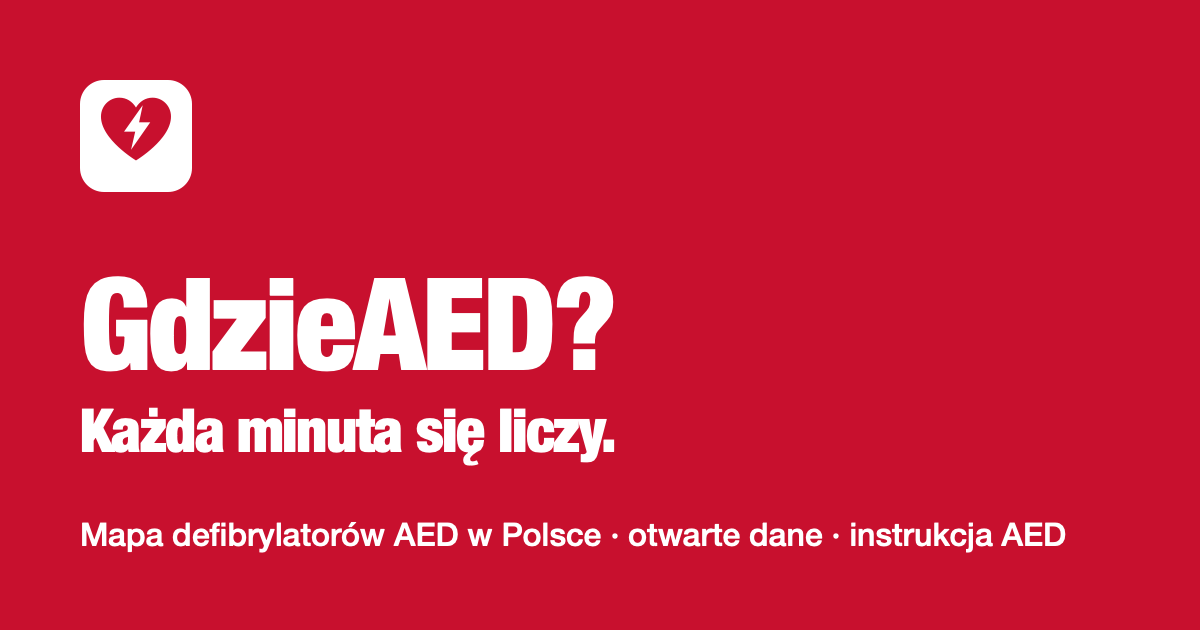 GdzieAED?
Każda minuta się liczy.
Mapa defibrylatorów AED w Polsce · otwarte dane · instrukcja AED